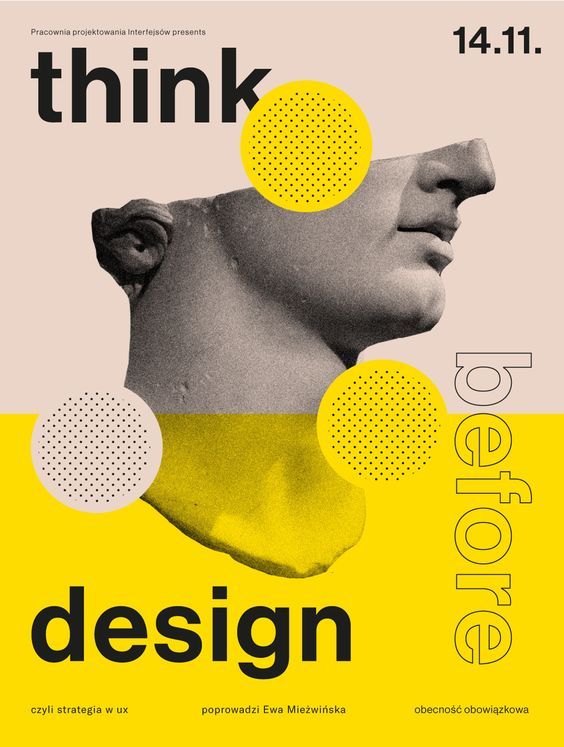 Pracownia projektowania Interfejsów presents
14.11.
think
before
design
czyli strategia w ux
poprowadzi Ewa Mieżwińska
obecność obowiązkowa